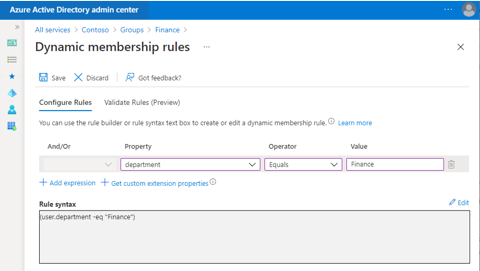 Azure Active Directory admin center
All services > Contoso > Groups > Finance >
Dynamic membership rules
Save Discard Got feedback?
Configure Rules Validate Rules (Preview)
You can use the rule builder or rule syntax text box to create or edit a dynamic membership rule. Learn more
And/Or Property Operator Value
department Equals Finance
+ Add expression + Get custom extension properties
Rule syntax Edit
(user.department -eq "Finance")